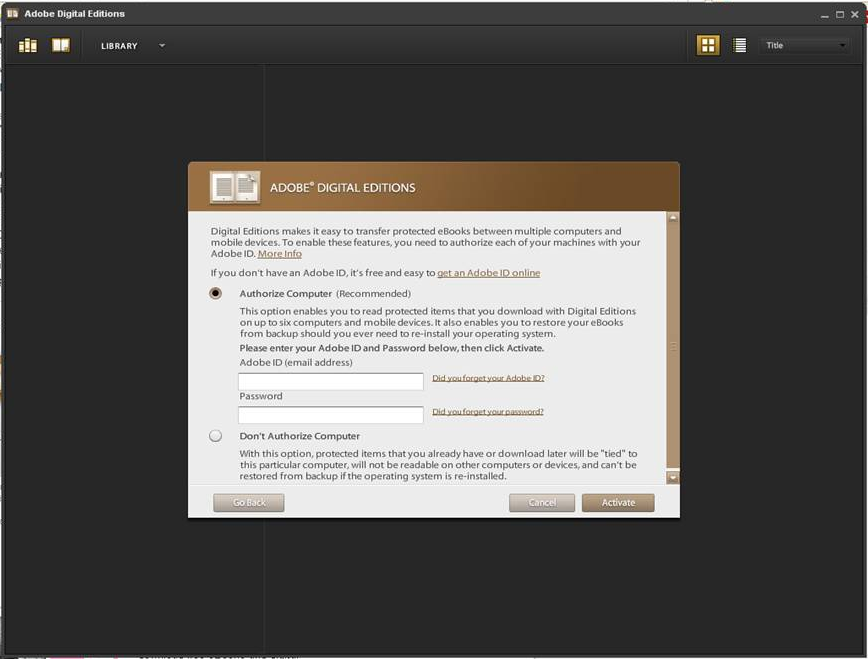 Adobe Digital Editions
LIBRARY
Title
ADOBE® DIGITAL EDITIONS
Digital Editions makes it easy to transfer protected eBooks between multiple computers and
mobile devices. To enable these features, you need to authorize each of your machines with your
Adobe ID. More Info
If you don't have an Adobe ID, it's free and easy to get an Adobe ID online
Authorize Computer (Recommended)
This option enables you to read protected items that you download with Digital Editions
on up to six computers and mobile devices. It also enables you to restore your eBooks
from backup should you ever need to re-install your operating system.
Please enter your Adobe ID and Password below, then click Activate.
Adobe ID (email address)
Did you forget your Adobe ID?
Password
Did you forget your password?
Don't Authorize Computer
With this option, protected items that you already have or download later will be "tied" to
this particular computer, will not be readable on other computers or devices, and can't be
restored from backup if the operating system is re-installed.
Go Back
Cancel
Activate